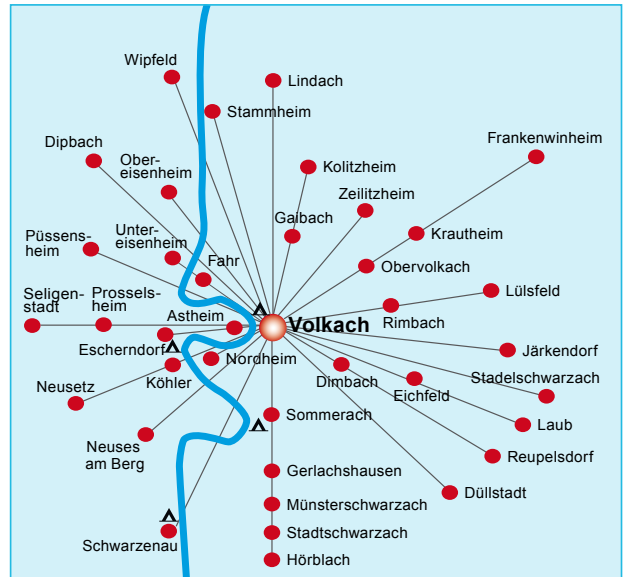 Wipfeld
Lindach
Stammheim
Frankenwinheim
Dipbach
Ober-
eisenheim
Kolitzheim
Zeilitzheim
Gaibach
Krautheim
Unter-
eisenheim
Püssens-
heim
Fahr
Obervolkach
Seligen-
stadt
Prossels-
heim
Lülsfeld
Astheim
Volkach
Rimbach
Escherndorf
Nordheim
Järkendorf
Köhler
Dimbach
Stadelschwarzach
Neusetz
Eichfeld
Sommerach
Laub
Neuses
am Berg
Reupelsdorf
Gerlachshausen
Düllstadt
Münsterschwarzach
Stadtschwarzach
Schwarzenau
Hörblach